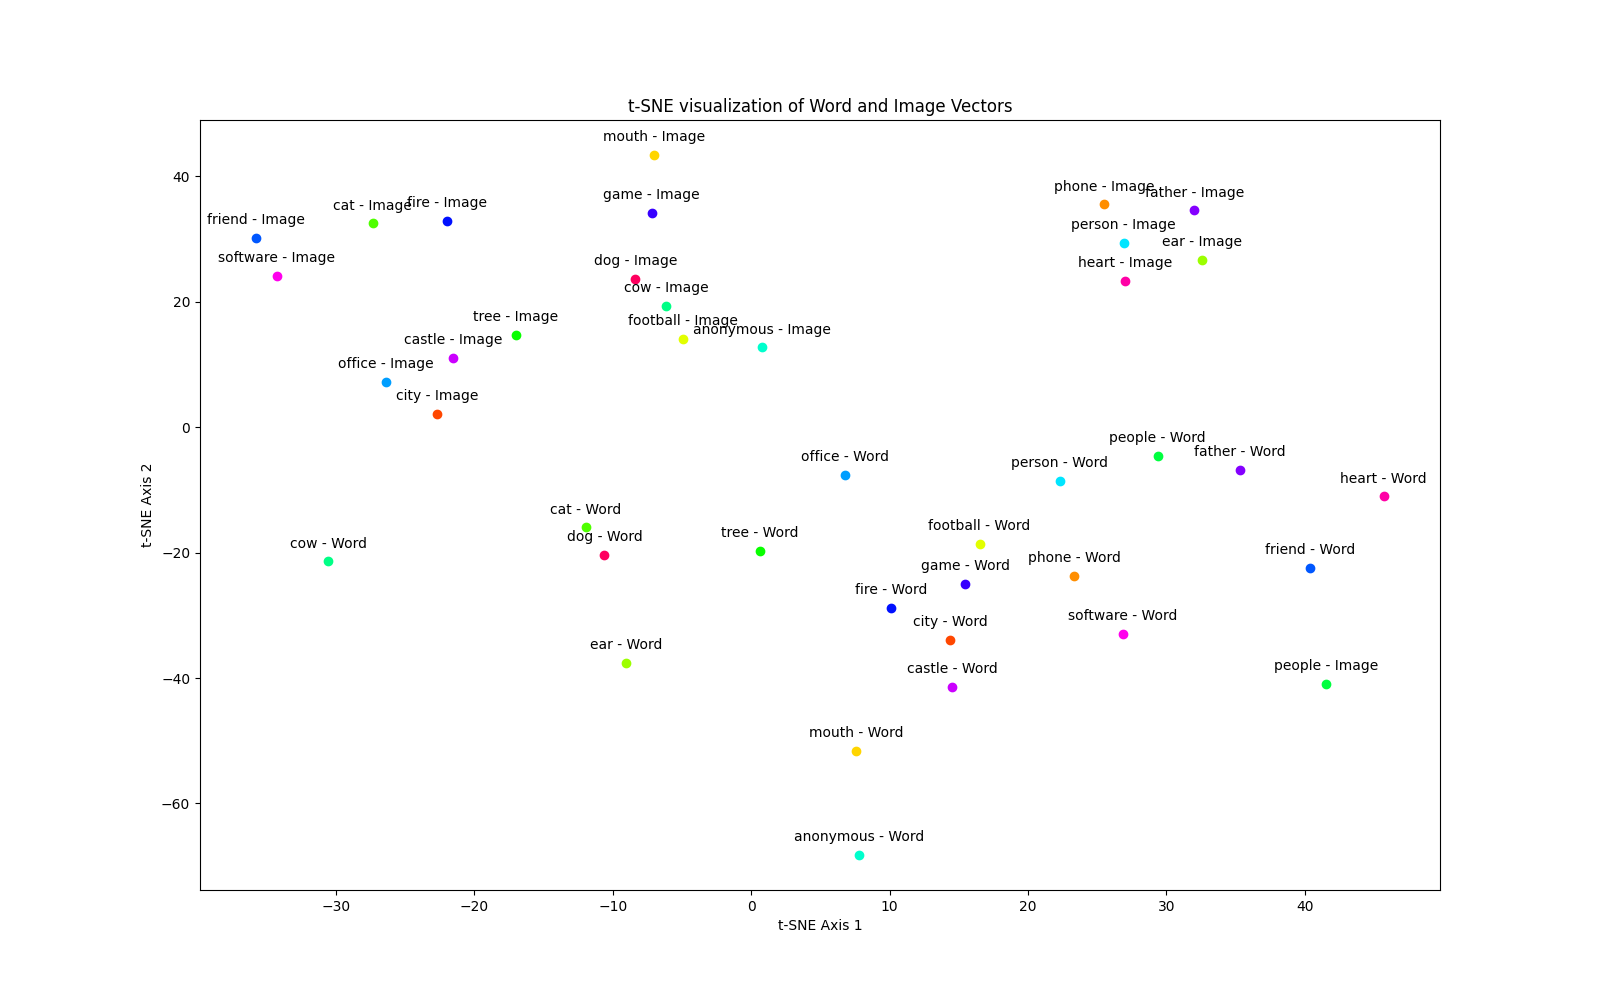 t-SNE visualization of Word and Image Vectors
mouth - Image
phone - Image
father - Image
game - Image
cat - Image
fire - Image
friend - Image
person - Image
ear - Image
software - Image
dog - Image
heart - Image
cow - Image
tree - Image
football - Image
anonymous - Image
castle - Image
office - Image
city - Image
people - Word
father - Word
office - Word
person - Word
heart - Word
cat - Word
football - Word
dog - Word
tree - Word
cow - Word
friend - Word
phone - Word
game - Word
fire - Word
city - Word
software - Word
ear - Word
castle - Word
people - Image
mouth - Word
anonymous - Word
40
20
0
−20
−40
−60
t-SNE Axis 2
−30 −20 −10 0 10 20 30 40
t-SNE Axis 1